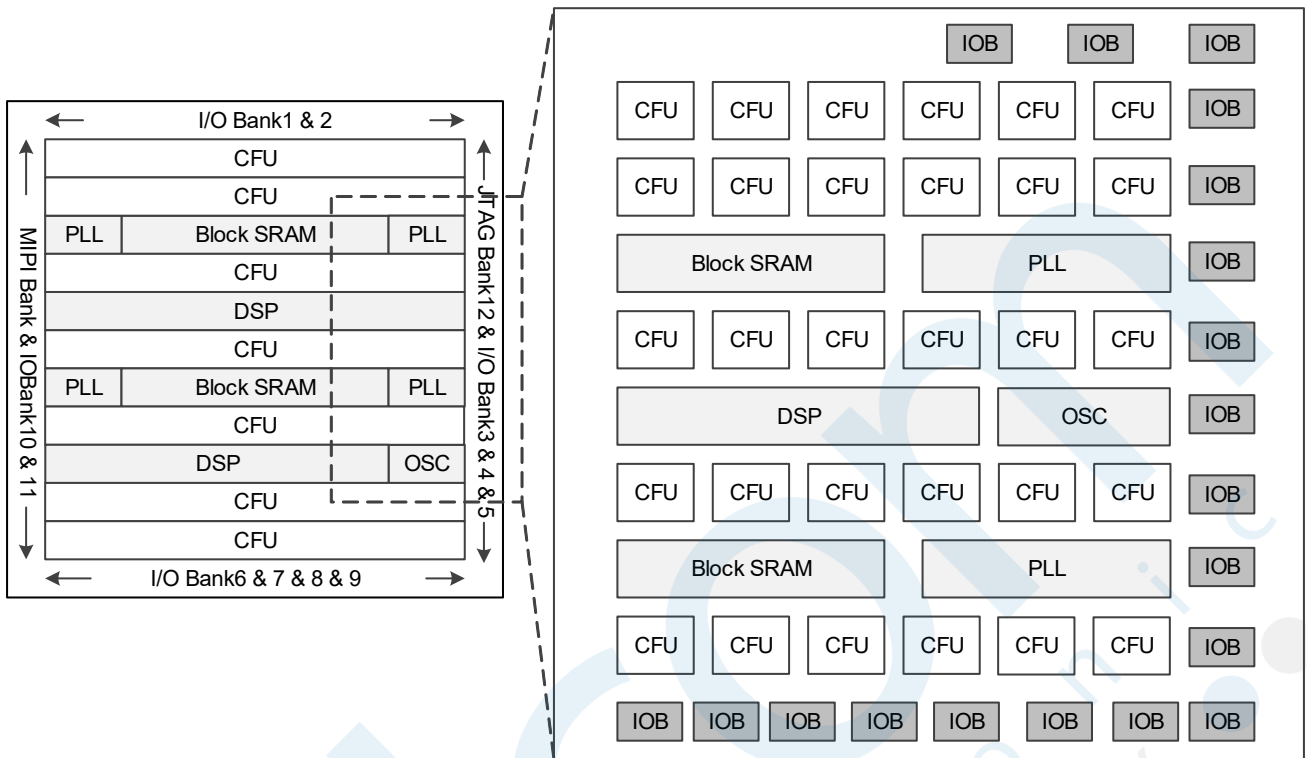 I/O Bank1 & 2
CFU
CFU
PLL Block SRAM PLL
CFU
DSP
CFU
PLL Block SRAM PLL
CFU
DSP OSC
CFU
CFU
I/O Bank6 & 7 & 8 & 9
MIPI Bank & IOBank10 & 11
JTAG Bank12 & I/O Bank3 & 4 & 5
IOB IOB IOB
CFU CFU CFU CFU CFU CFU IOB
CFU CFU CFU CFU CFU CFU IOB
Block SRAM PLL IOB
CFU CFU CFU CFU CFU CFU IOB
DSP OSC IOB
CFU CFU CFU CFU CFU CFU IOB
Block SRAM PLL IOB
CFU CFU CFU CFU CFU CFU IOB
IOB IOB IOB IOB IOB IOB IOB IOB